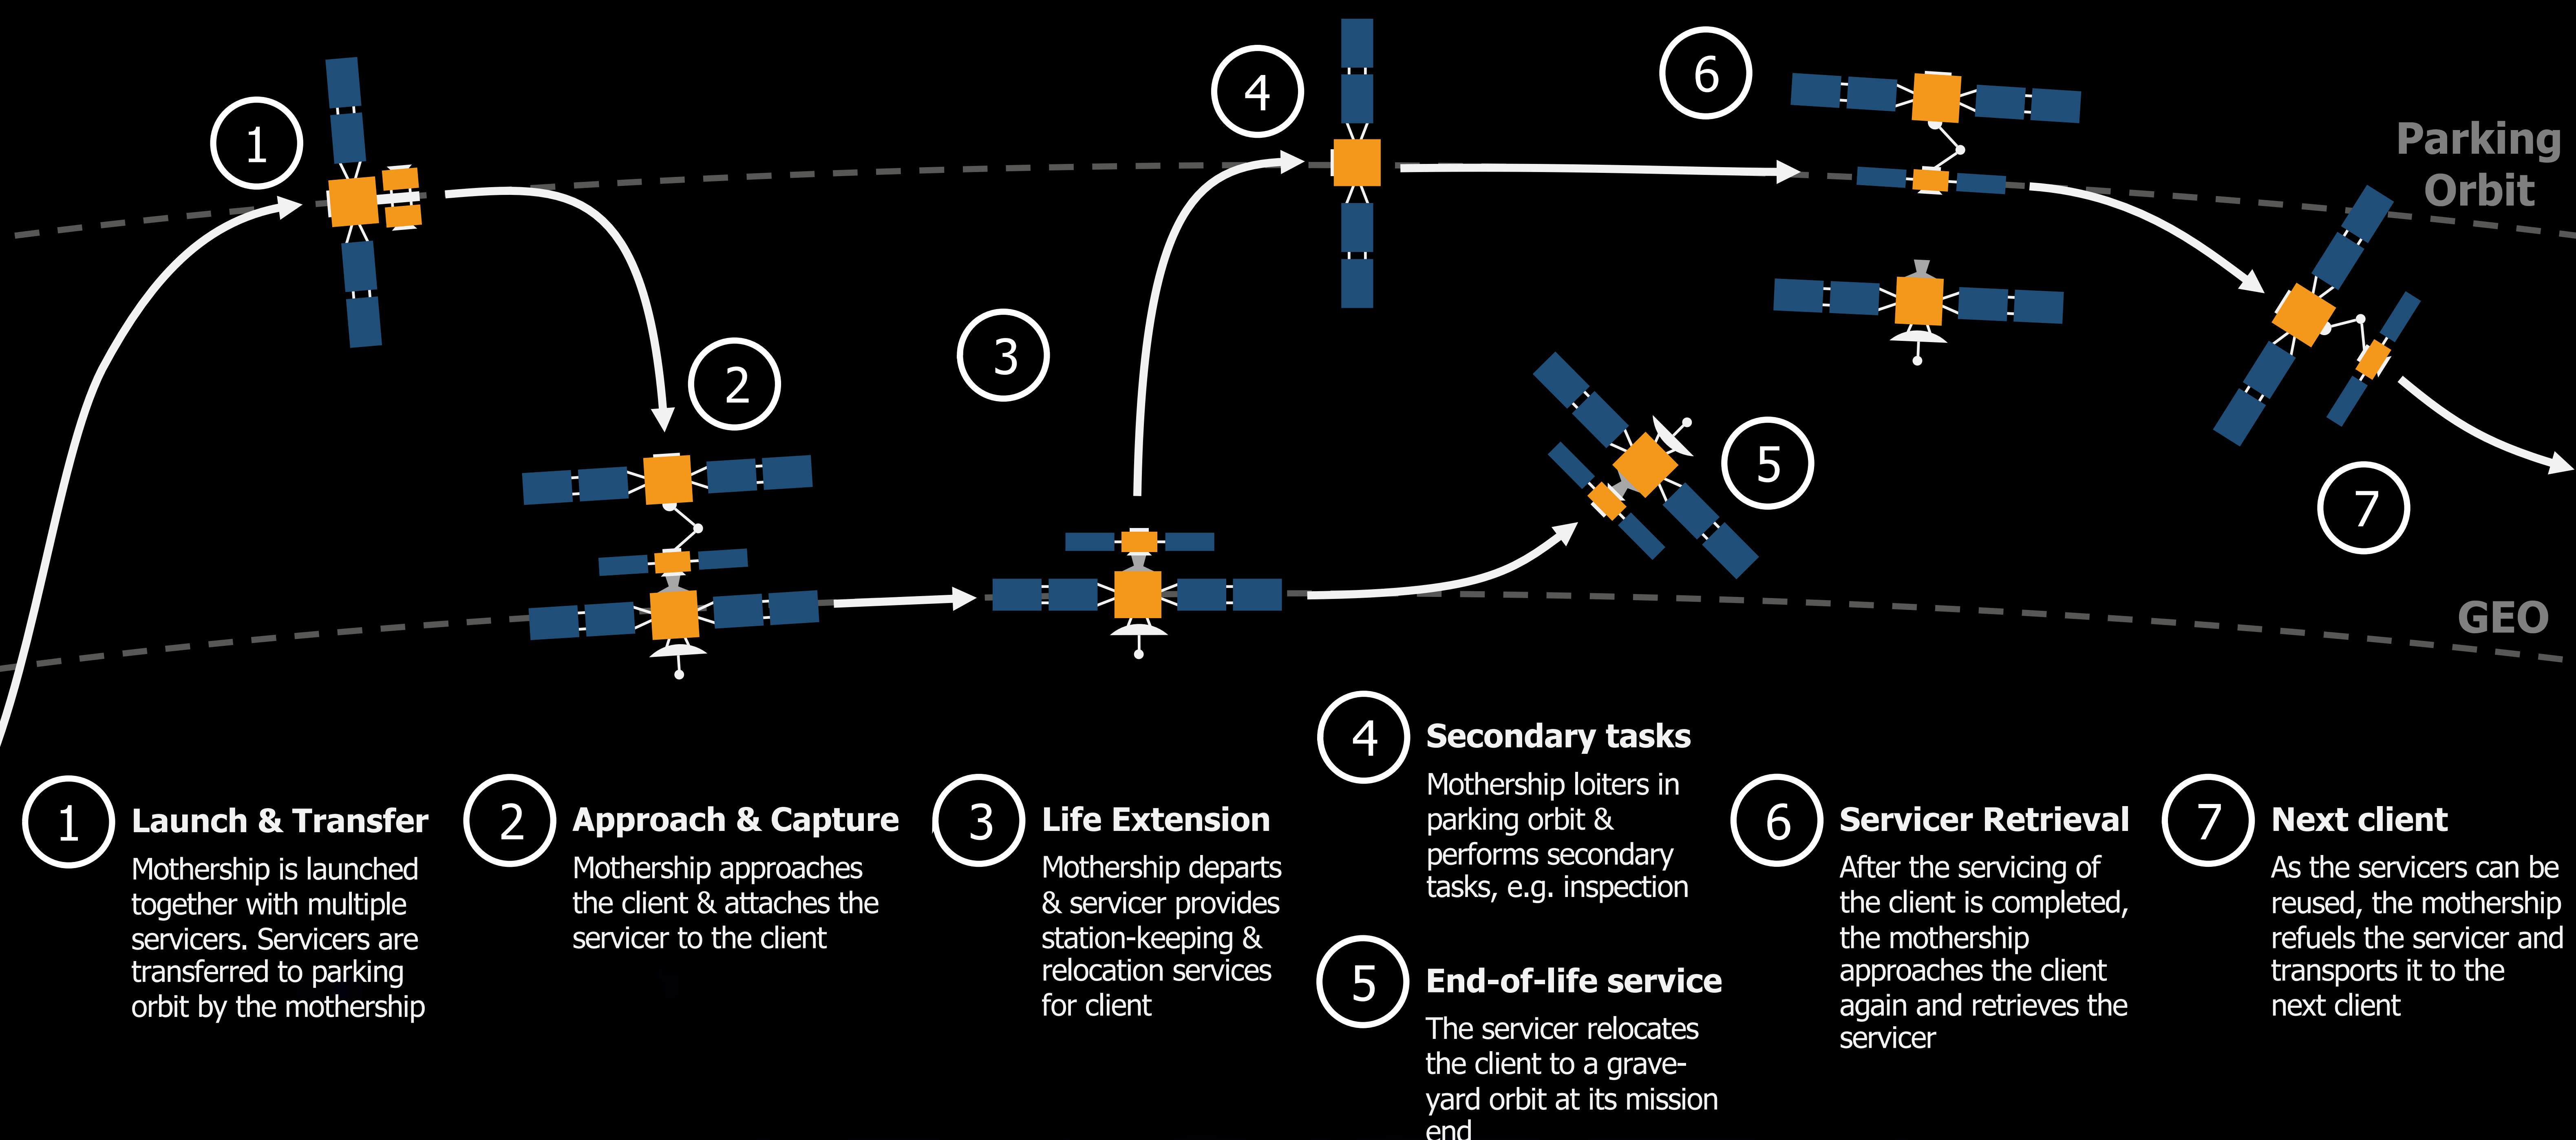 1
2
3
4
5
6
7
Parking
Orbit
GEO
1
Launch & Transfer
Mothership is launched
together with multiple
servicers. Servicers are
transferred to parking
orbit by the mothership
2
Approach & Capture
Mothership approaches
the client & attaches the
servicer to the client
3
Life Extension
Mothership departs
& servicer provides
station-keeping &
relocation services
for client
4
Secondary tasks
Mothership loiters in
parking orbit &
performs secondary
tasks, e.g. inspection
5
End-of-life service
The servicer relocates
the client to a grave-
yard orbit at its mission
end
6
Servicer Retrieval
After the servicing of
the client is completed,
the mothership
approaches the client
again and retrieves the
servicer
7
Next client
As the servicers can be
reused, the mothership
refuels the servicer and
transports it to the
next client